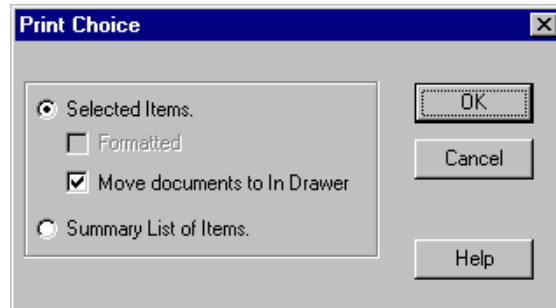 Print Choice
Selected Items.
Formatted
Move documents to In Drawer
Summary List of Items.
OK
Cancel
Help